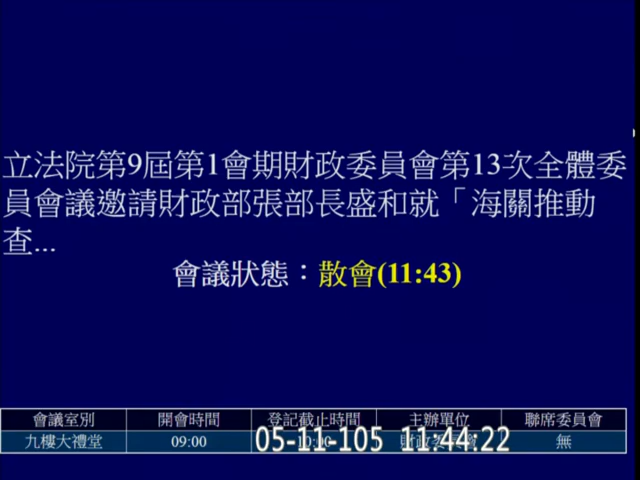 立法院第9屆第1會期財政委員會第13次全體委
員會議邀請財政部張部長盛和就「海關推動
查...
會議狀態：散會(11:43)
會議室別 開會時間 登記截止時間 主辦單位 聯席委員會
九樓大禮堂 09:00 無
05-11-105 11:44:22